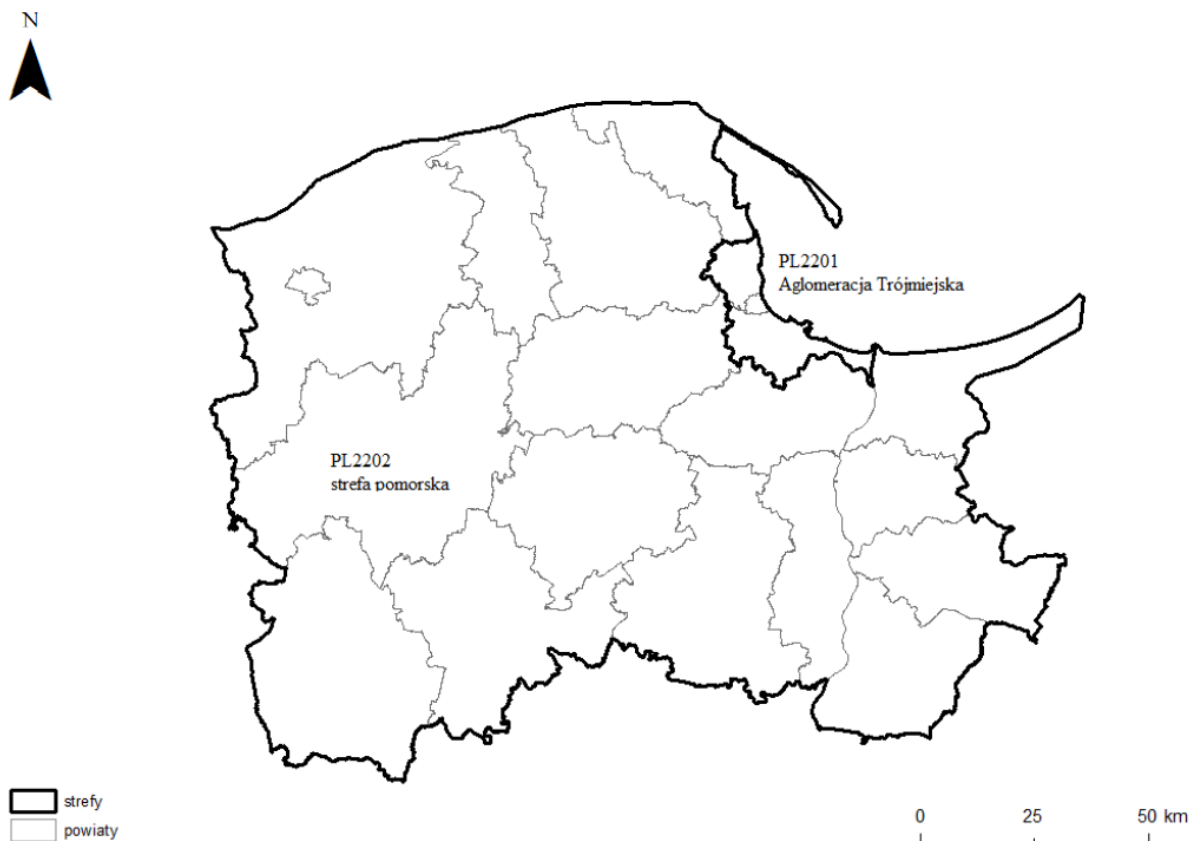 N
PL2201
Aglomeracja Trójmiejska
PL2202
strefa pomorska
strefy
powiaty
0 25 50 km